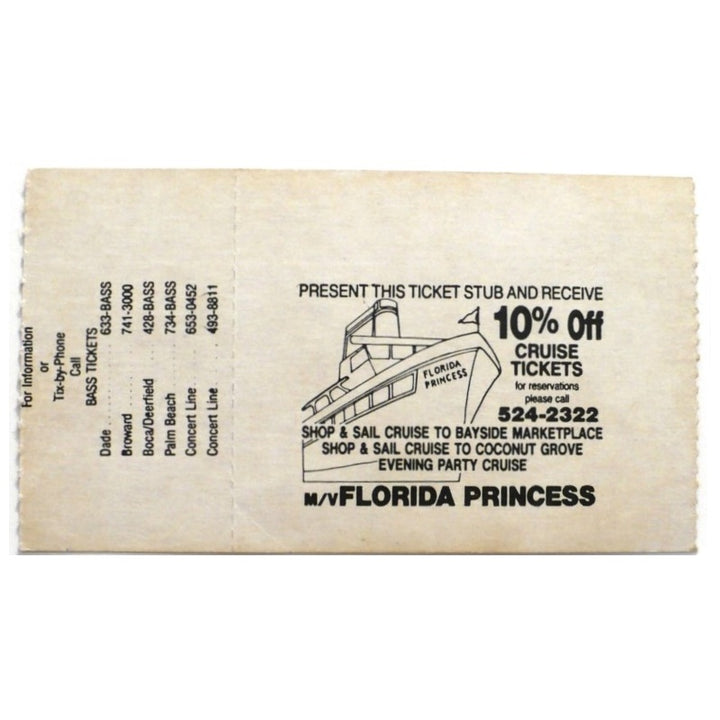 For Information
or
Tix-by-Phone
Call
BASS TICKETS
Dade ........ 633-BASS
Broward ..... 741-3000
Boca/Deerfield . 428-BASS
Palm Beach .... 734-BASS
Concert Line ... 653-0452
Concert Line ... 493-8811
PRESENT THIS TICKET STUB AND RECEIVE
10% Off
CRUISE
TICKETS
for reservations
please call
524-2322
FLORIDA
PRINCESS
SHOP & SAIL CRUISE TO BAYSIDE MARKETPLACE
SHOP & SAIL CRUISE TO COCONUT GROVE
EVENING PARTY CRUISE
M/V FLORIDA PRINCESS